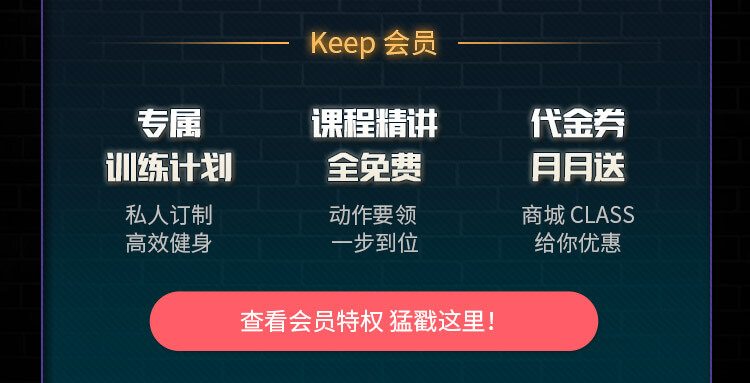 Keep 会员
专属
训练计划
私人订制
高效健身
课程精讲
全免费
动作要领
一步到位
代金券
月月送
商城 CLASS
给你优惠
查看会员特权 猛戳这里！